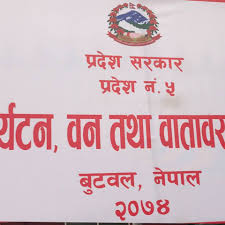 प्रदेश सरकार
प्रदेश नं. ५
र्यटन, वन तथा वातावर
बुटवल, नेपाल
२०७४